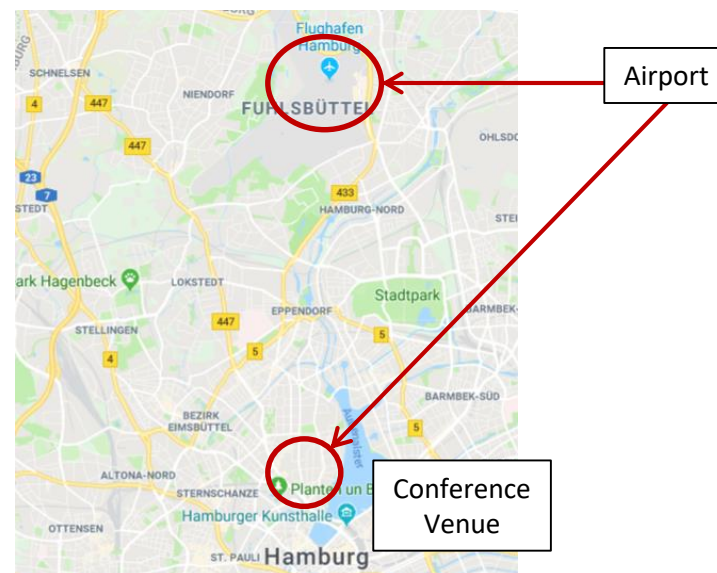 Flughafen
Hamburg
Airport
SCHNELSEN
NIENDORF
4
447
FUHLSBÜTTEL
447
OHLSD
23
7
STEDT
433
HAMBURG-NORD
STEI
ark Hagenbeck
LOKSTEDT
Stadtpark
EPPENDORF
BARMBEK-
447
STELLINGEN
5
5
4
BARMBEK-SÜD
BEZIRK
EIMSBÜTTEL
5
ALTONA-NORD
STERNSCHANZE
Planten un B
Conference
Venue
Hamburger Kunsthalle
OTTENSEN
ST. PAULI
Hamburg